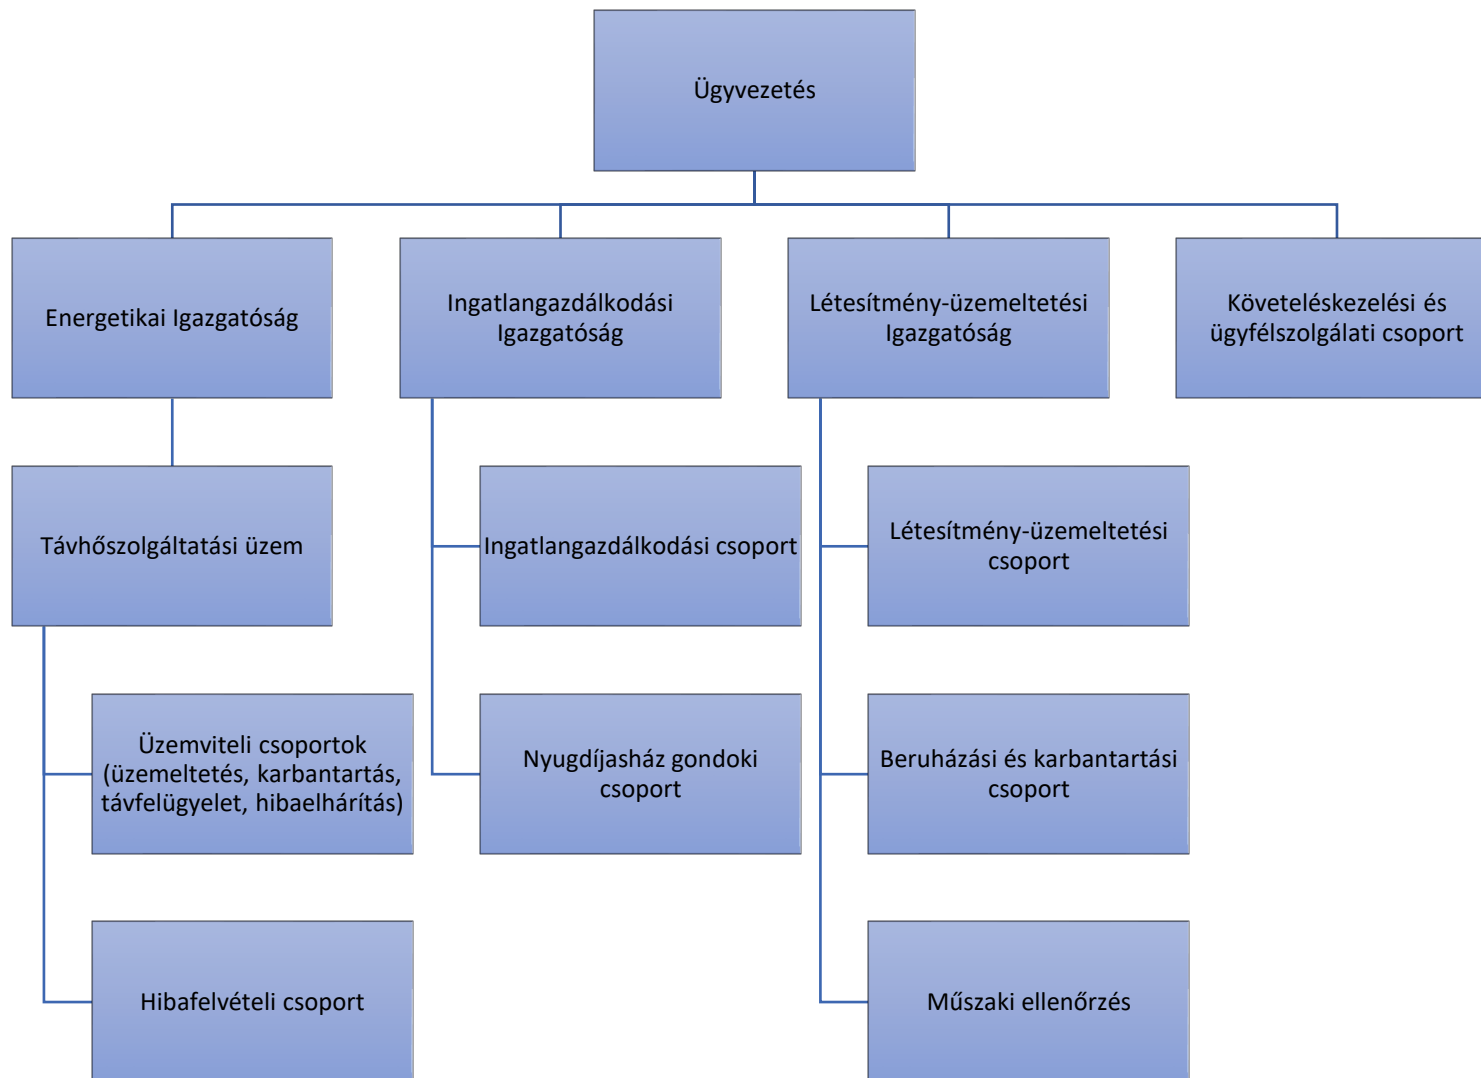 Ügyvezetés
Energetikai Igazgatóság
Ingatlangazdálkodási
Igazgatóság
Létesítmény-üzemeltetési
Igazgatóság
Követeléskezelési és
ügyfélszolgálati csoport
Távhőszolgáltatási üzem
Ingatlangazdálkodási csoport
Létesítmény-üzemeltetési
csoport
Üzemviteli csoportok
(üzemeltetés, karbantartás,
távfelügyelet, hibaelhárítás)
Nyugdíjasház gondoki
csoport
Beruházási és karbantartási
csoport
Hibafelvételi csoport
Műszaki ellenőrzés